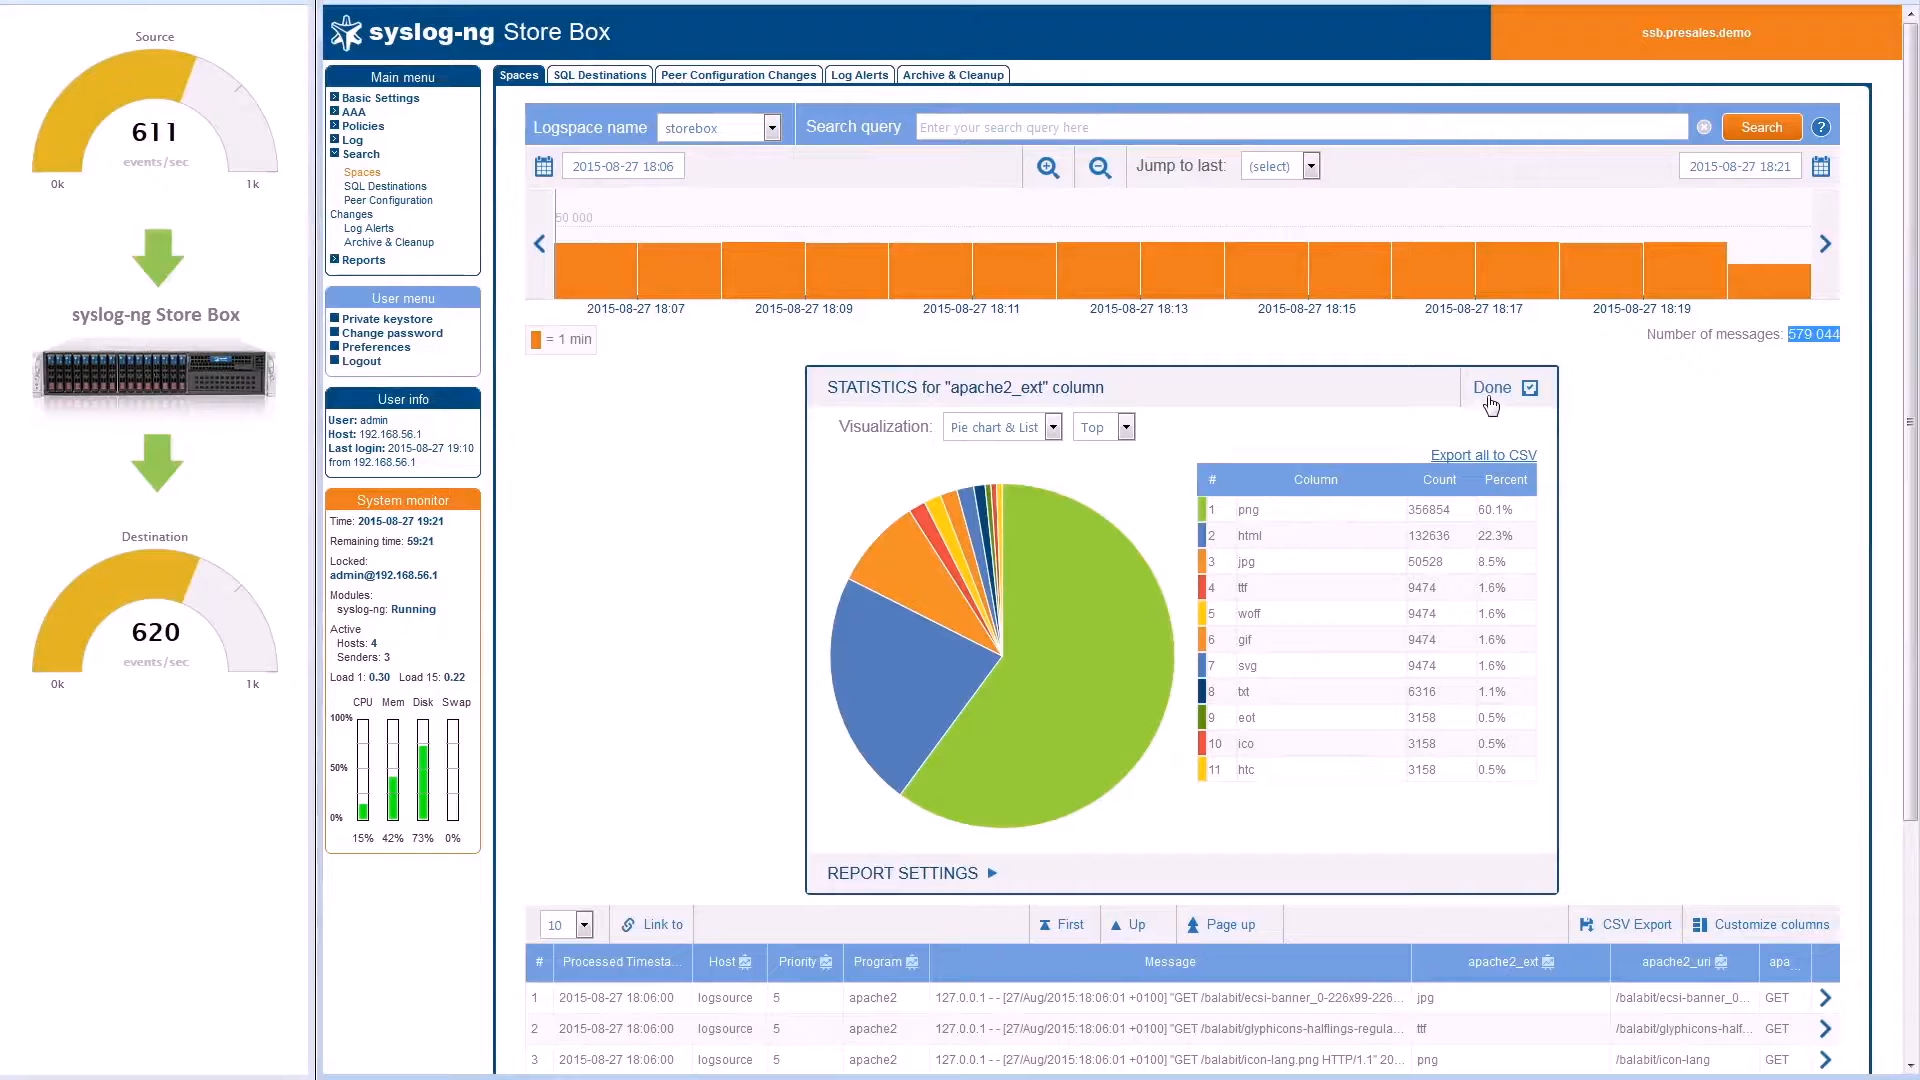 Source
611
events/sec
0k 1k
syslog-ng Store Box
Destination
620
events/sec
0k 1k
syslog-ng Store Box
ssb.presales.demo
Main menu
Basic Settings
AAA
Policies
Log
Search
Spaces
SQL Destinations
Peer Configuration
Changes
Log Alerts
Archive & Cleanup
Reports
User menu
Private keystore
Change password
Preferences
Logout
User info
User: admin
Host: 192.168.56.1
Last login: 2015-08-27 19:10
from 192.168.56.1
System monitor
Time: 2015-08-27 19:21
Remaining time: 59:21
Locked:
admin@192.168.56.1
Modules:
syslog-ng: Running
Active
Hosts: 4
Senders: 3
Load 1: 0.30 Load 15: 0.22
CPU Mem Disk Swap
100%
50%
0%
15% 42% 73% 0%
Spaces SQL Destinations Peer Configuration Changes Log Alerts Archive & Cleanup
Logspace name storebox Search query Enter your search query here Search ?
2015-08-27 18:06 Jump to last: (select) 2015-08-27 18:21
50 000
2015-08-27 18:07 2015-08-27 18:09 2015-08-27 18:11 2015-08-27 18:13 2015-08-27 18:15 2015-08-27 18:17 2015-08-27 18:19
= 1 min
Number of messages: 579 044
STATISTICS for "apache2_ext" column Done
Visualization: Pie chart & List Top
Export all to CSV
# Column Count Percent
1 png 356854 60.1%
2 html 132636 22.3%
3 jpg 50528 8.5%
4 ttf 9474 1.6%
5 woff 9474 1.6%
6 gif 9474 1.6%
7 svg 9474 1.6%
8 txt 6316 1.1%
9 eot 3158 0.5%
10 ico 3158 0.5%
11 htc 3158 0.5%
REPORT SETTINGS
10 Link to First Up Page up CSV Export Customize columns
# Processed Timesta... Host Priority Program Message apache2_ext apache2_uri apa...
1 2015-08-27 18:06:00 logsource 5 apache2 127.0.0.1 - - [27/Aug/2015:18:06:01 +0100] "GET /balabit/ecsi-banner_0-226x99-226... jpg /balabit/ecsi-banner_0... GET
2 2015-08-27 18:06:00 logsource 5 apache2 127.0.0.1 - - [27/Aug/2015:18:06:01 +0100] "GET /balabit/glyphicons-halflings-regula... ttf /balabit/glyphicons-half... GET
3 2015-08-27 18:06:00 logsource 5 apache2 127.0.0.1 - - [27/Aug/2015:18:06:01 +0100] "GET /balabit/icon-lang.png HTTP/1.1" 20... png /balabit/icon-lang GET